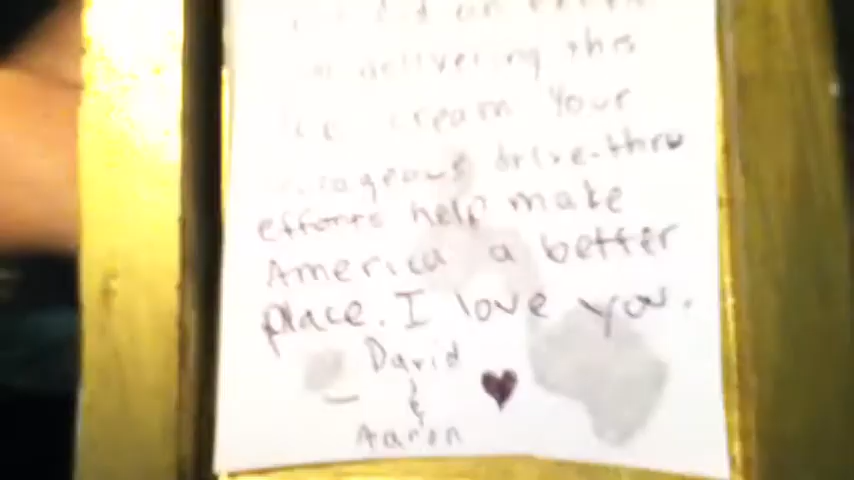 delivering this
cream Your
drive-thru
efforts help make
America a better
place. I love you.
David
&
Aaron